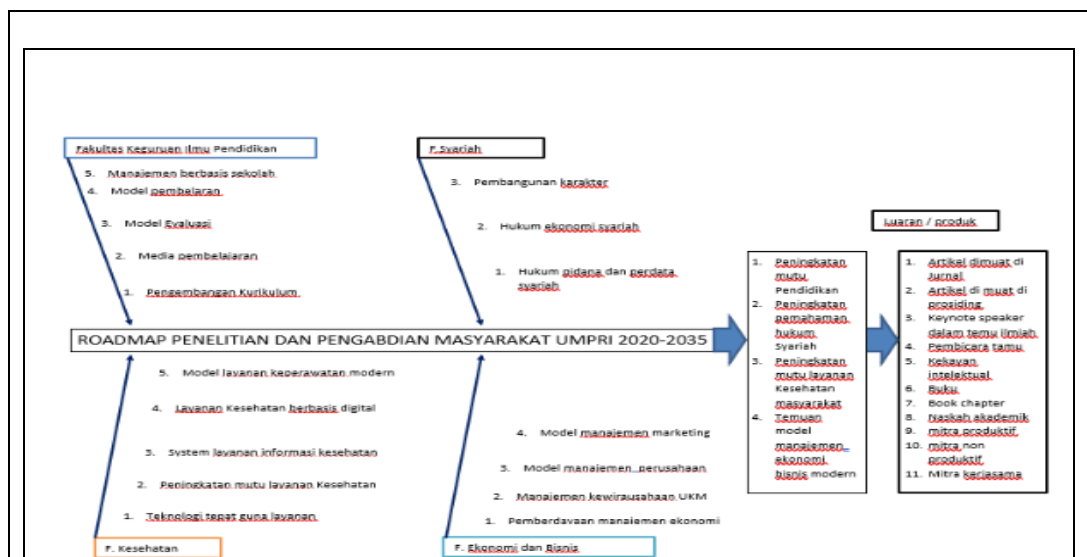 Fakultas Keguruan Ilmu Pendidikan
5. Manajemen berbasis sekolah
4. Model pembelaran
3. Model Evaluasi
2. Media pembelajaran
1. Pengembangan Kurikulum
F.Syariah
3. Pembangunan karakter
2. Hukum ekonomi syariah
1. Hukum pidana dan perdata
syariah
ROADMAP PENELITIAN DAN PENGABDIAN MASYARAKAT UMPRI 2020-2035
5. Model layanan keperawatan modern
4. Layanan Kesehatan berbasis digital
3. System layanan informasi kesehatan
2. Peningkatan mutu layanan Kesehatan
1. Teknologi tepat guna layanan
F. Kesehatan
4. Model manajemen marketing
3. Model manajemen perusahaan
2. Manajemen kewirausahaan UKM
1. Pemberdayaan manajemen ekonomi
F. Ekonomi dan Bisnis
1. Peningkatan
mutu
Pendidikan
2. Peningkatan
pemahaman
hukum
Syariah
3. Peningkatan
mutu layanan
Kesehatan
masyarakat
4. Temuan
model
manajemen
ekonomi
bisnis modern
Luaran / produk
1. Artikel dimuat di
Jurnal
2. Artikel di muat di
prosiding
3. Keynote speaker
dalam temu ilmiah
4. Pembicara tamu
5. Kekayan
intelektual
6. Buku
7. Book chapter
8. Naskah akademik
9. mitra produktif
10. mitra non
produktif
11. Mitra kerjasama